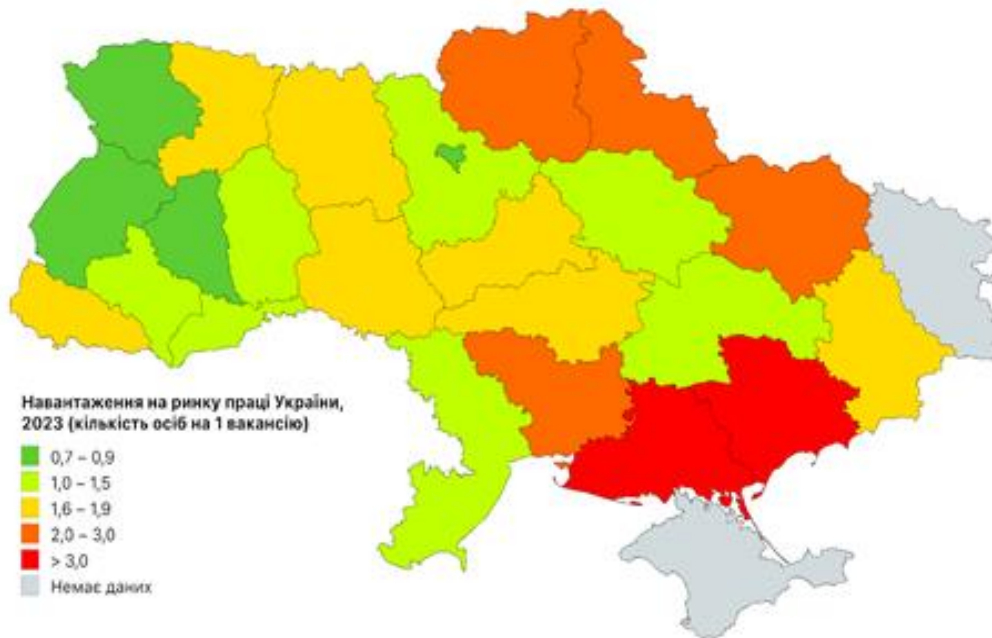 Навантаження на ринку праці України,
2023 (кількість осіб на 1 вакансію)
0,7 – 0,9
1,0 – 1,5
1,6 – 1,9
2,0 – 3,0
> 3,0
Немає даних